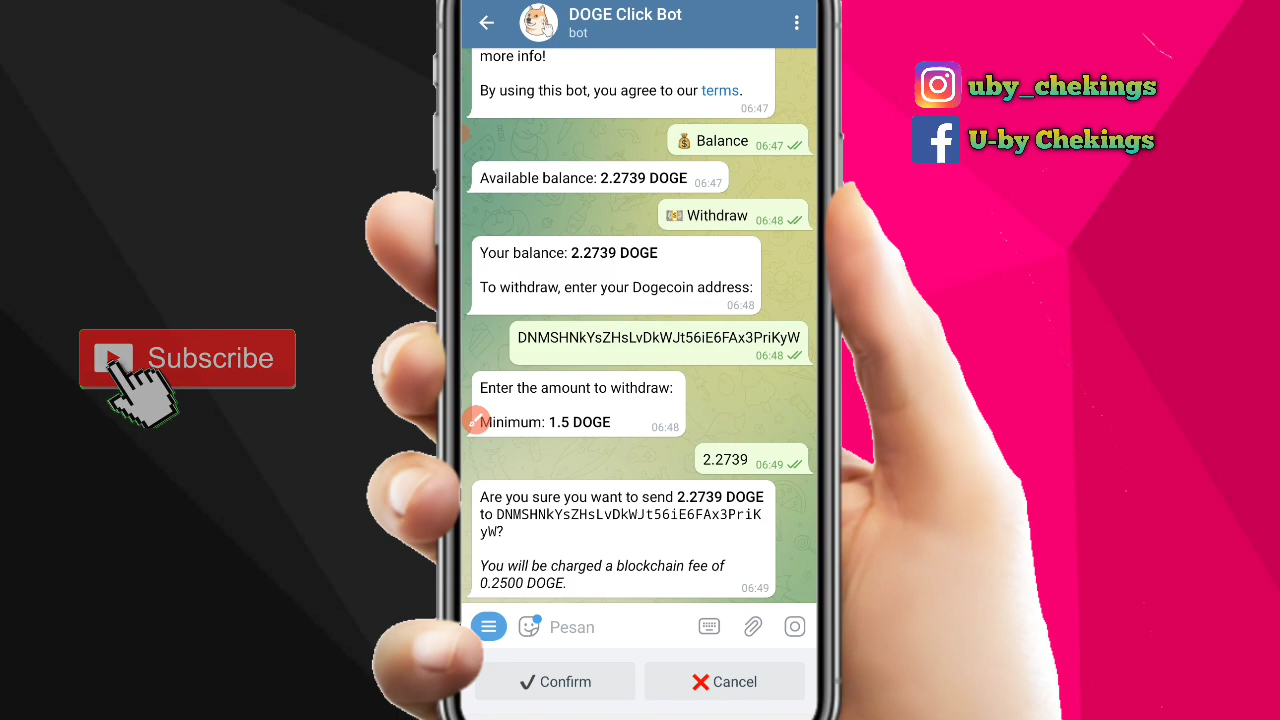 DOGE Click Bot
bot
more info!
By using this bot, you agree to our terms.
06:47
💰 Balance 06:47
Available balance: 2.2739 DOGE 06:47
💵 Withdraw 06:48
Your balance: 2.2739 DOGE
To withdraw, enter your Dogecoin address:
06:48
DNMSHNkYsZHsLvDkWJt56iE6FAx3PriKyW
06:48
Enter the amount to withdraw:
Minimum: 1.5 DOGE 06:48
2.2739 06:49
Are you sure you want to send 2.2739 DOGE
to DNMSHNkYsZHsLvDkWJt56iE6FAx3PriK
yW?
You will be charged a blockchain fee of
0.2500 DOGE. 06:49
Pesan
✔ Confirm
❌ Cancel
Subscribe
uby_chekings
U-by Chekings